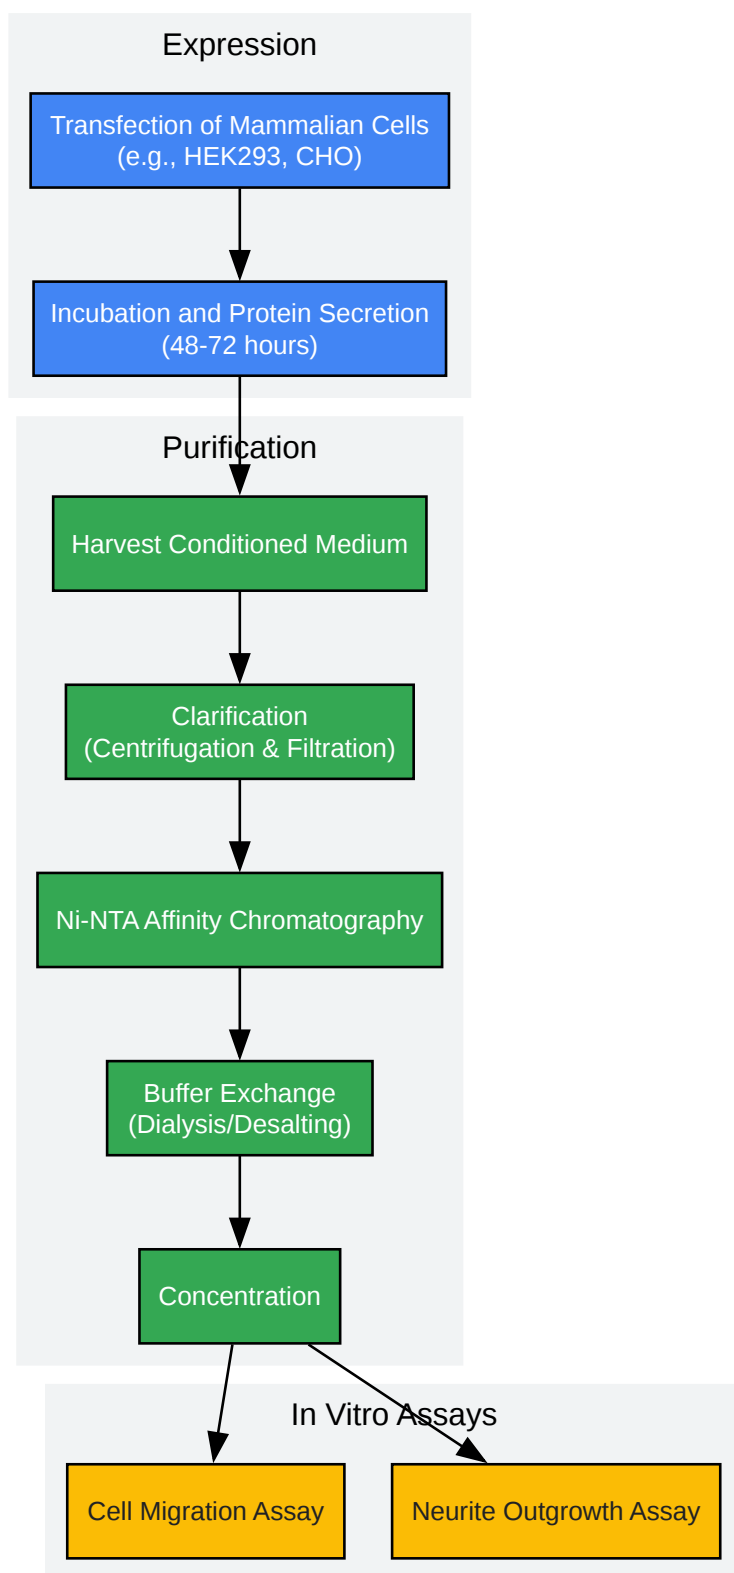 Expression
Transfection of Mammalian Cells
(e.g., HEK293, CHO)
Incubation and Protein Secretion
(48-72 hours)
Purification
Harvest Conditioned Medium
Clarification
(Centrifugation & Filtration)
Ni-NTA Affinity Chromatography
Buffer Exchange
(Dialysis/Desalting)
Concentration
In Vitro Assays
Cell Migration Assay
Neurite Outgrowth Assay